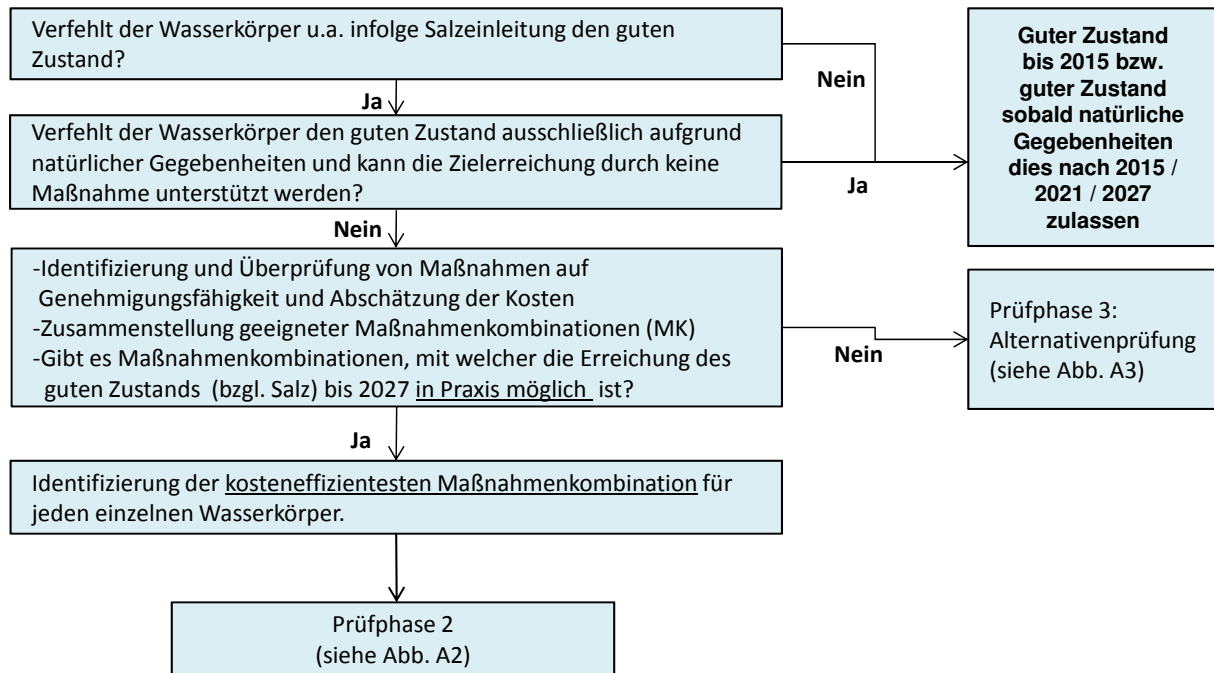 Verfehlt der Wasserkörper u.a. infolge Salzeinleitung den guten
Zustand?
Nein
Ja
Guter Zustand
bis 2015 bzw.
guter Zustand
sobald natürliche
Gegebenheiten
dies nach 2015 /
2021 / 2027
zulassen
Verfehlt der Wasserkörper den guten Zustand ausschließlich aufgrund
natürlicher Gegebenheiten und kann die Zielerreichung durch keine
Maßnahme unterstützt werden?
Ja
Nein
-Identifizierung und Überprüfung von Maßnahmen auf
Genehmigungsfähigkeit und Abschätzung der Kosten
-Zusammenstellung geeigneter Maßnahmenkombinationen (MK)
-Gibt es Maßnahmenkombinationen, mit welcher die Erreichung des
guten Zustands (bzgl. Salz) bis 2027 in Praxis möglich ist?
Nein
Prüfphase 3:
Alternativenprüfung
(siehe Abb. A3)
Ja
Identifizierung der kosteneffizientesten Maßnahmenkombination für
jeden einzelnen Wasserkörper.
Prüfphase 2
(siehe Abb. A2)